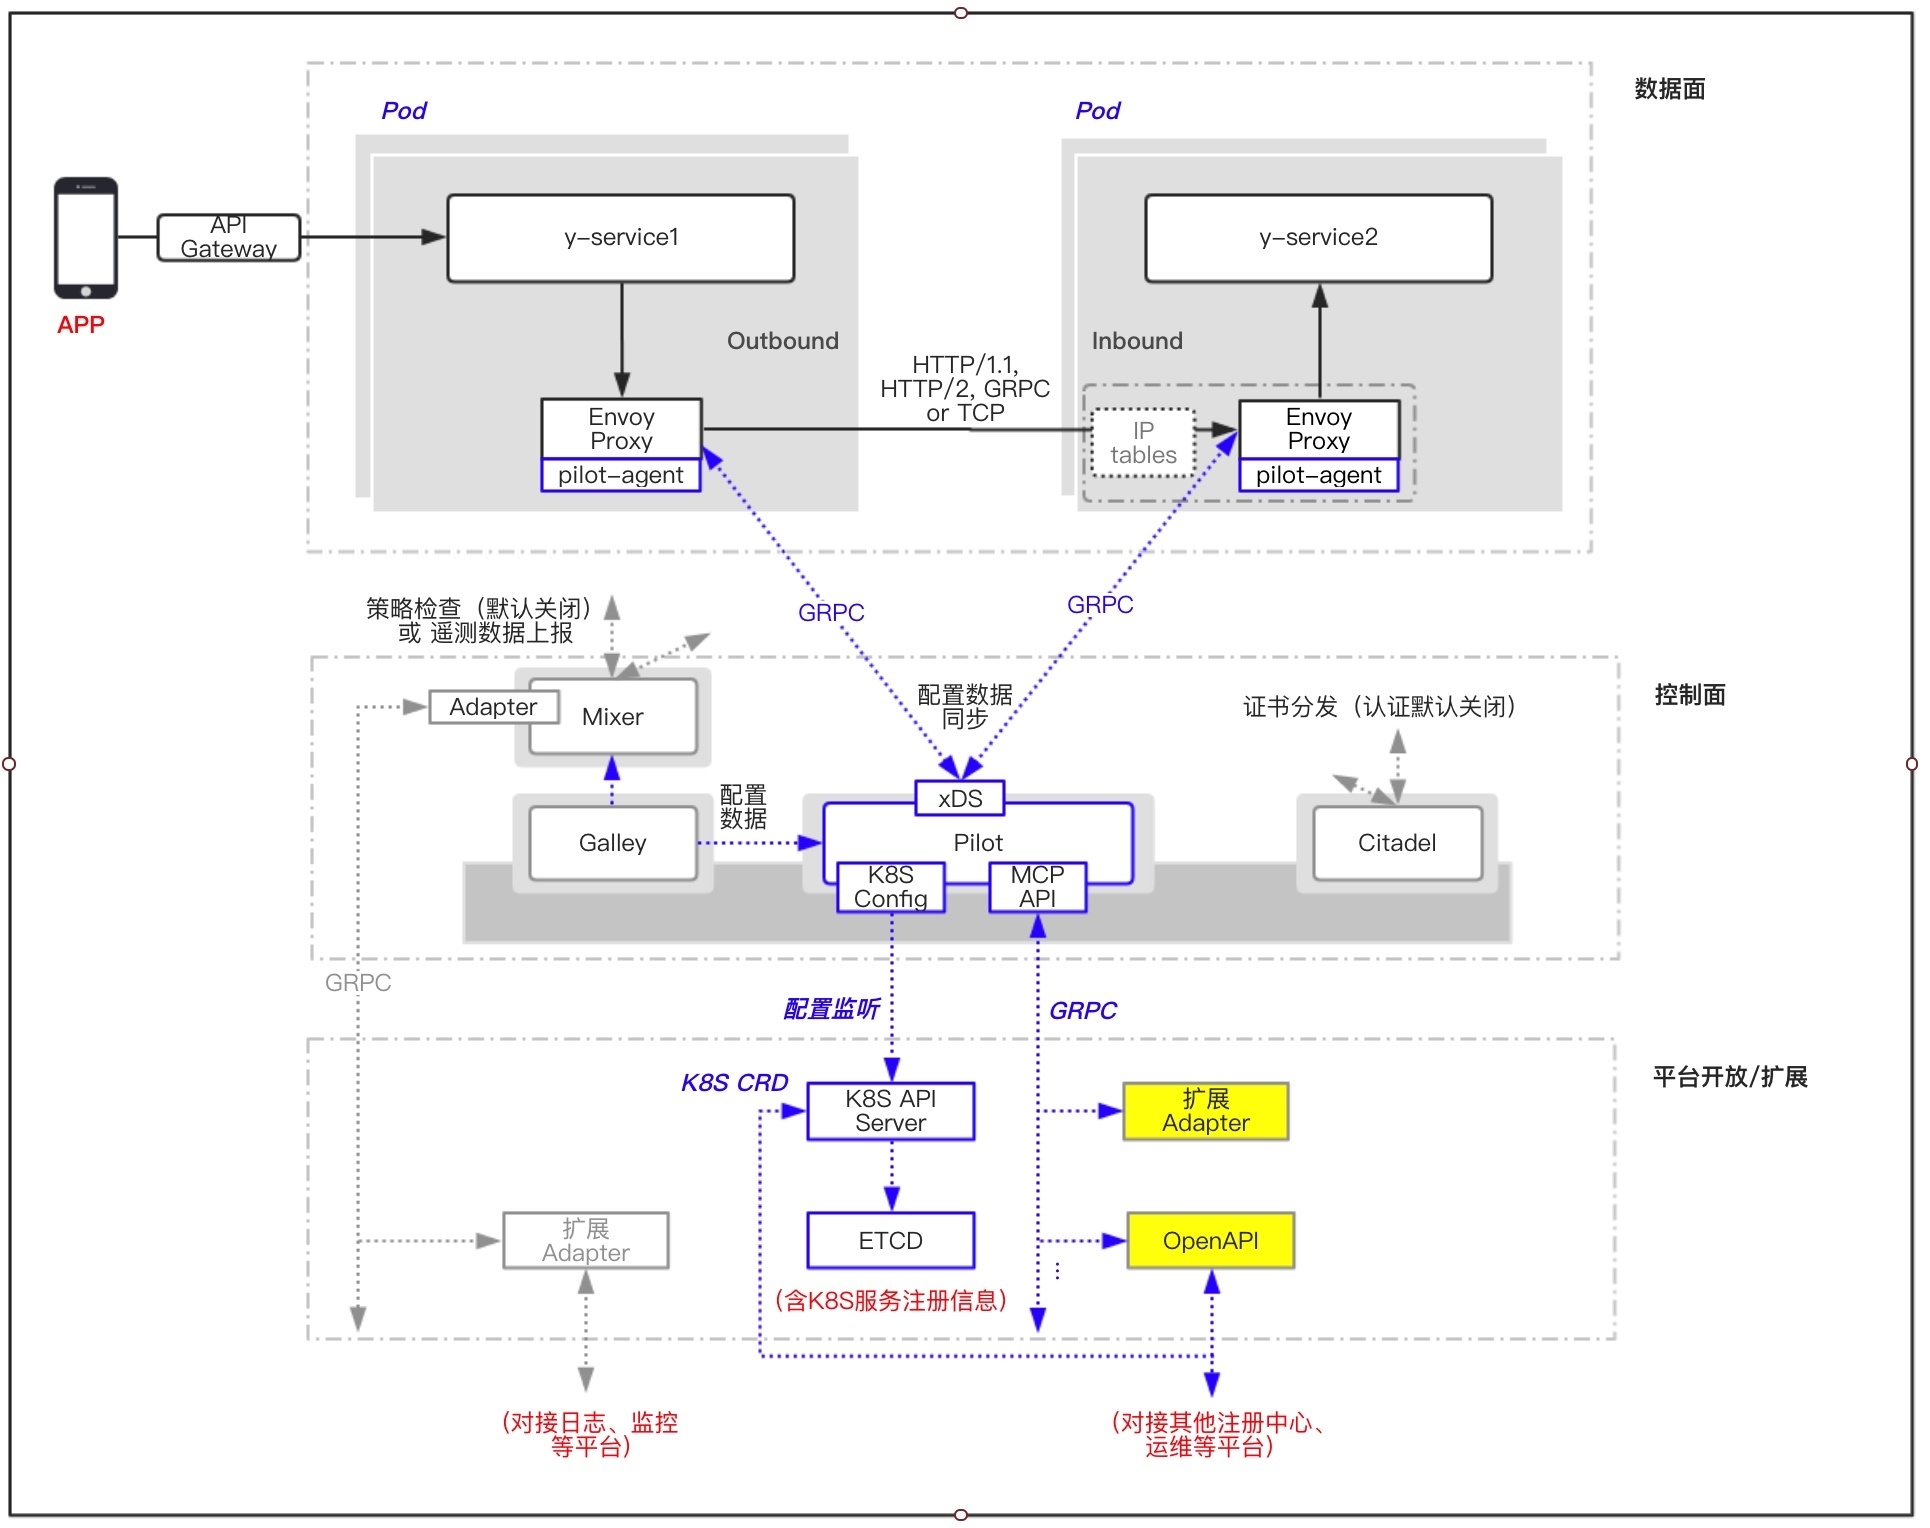 数据面
Pod
Pod
API
Gateway
y-service1
y-service2
APP
Outbound
Inbound
HTTP/1.1,
HTTP/2, GRPC
or TCP
Envoy
Proxy
pilot-agent
IP
tables
Envoy
Proxy
pilot-agent
GRPC
GRPC
策略检查（默认关闭）
或 遥测数据上报
控制面
Adapter
Mixer
配置数据
同步
证书分发（认证默认关闭）
配置
数据
xDS
Galley
Pilot
Citadel
K8S
Config
MCP
API
GRPC
配置监听
GRPC
平台开放/扩展
K8S CRD
K8S API
Server
扩展
Adapter
扩展
Adapter
ETCD
OpenAPI
（含K8S服务注册信息）
（对接日志、监控
等平台）
（对接其他注册中心、
运维等平台）